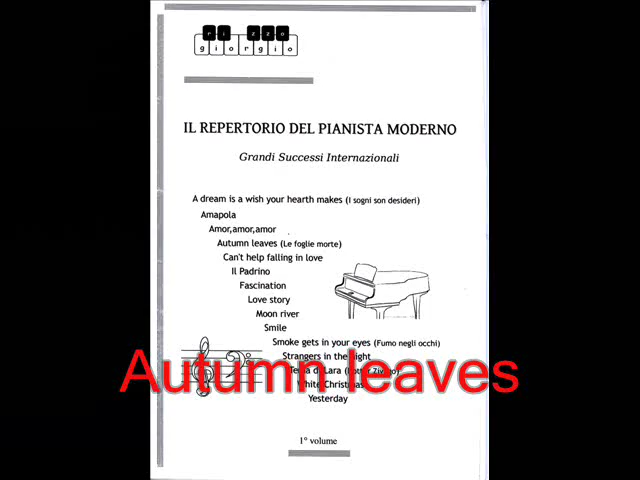 rizzo
giorgio
IL REPERTORIO DEL PIANISTA MODERNO
Grandi Successi Internazionali
A dream is a wish your hearth makes (I sogni son desideri)
Amapola
Amor,amor,amor
Autumn leaves (Le foglie morte)
Can't help falling in love
Il Padrino
Fascination
Love story
Moon river
Smile
Smoke gets in your eyes (Fumo negli occhi)
Strangers in the night
Autumn leaves
White Christmas
Yesterday
1° volume